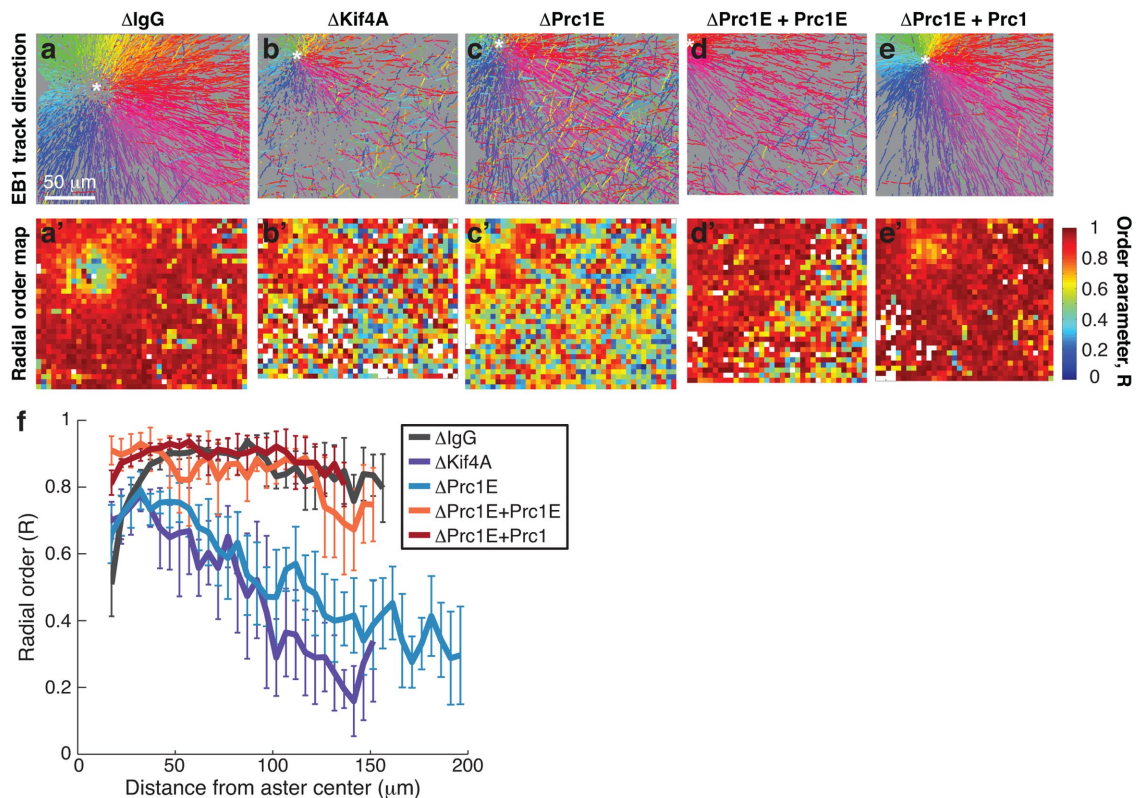 ΔIgG ΔKif4A ΔPrc1E ΔPrc1E + Prc1E ΔPrc1E + Prc1
EB1 track direction
a b c d e
* * * * *
50 μm
Radial order map
a' b' c' d' e'
1
0.8
0.6
0.4
0.2
0
Order parameter, R
f
1
0.8
0.6
0.4
0.2
0
Radial order (R)
ΔIgG
ΔKif4A
ΔPrc1E
ΔPrc1E+Prc1E
ΔPrc1E+Prc1
0 50 100 150 200
Distance from aster center (μm)